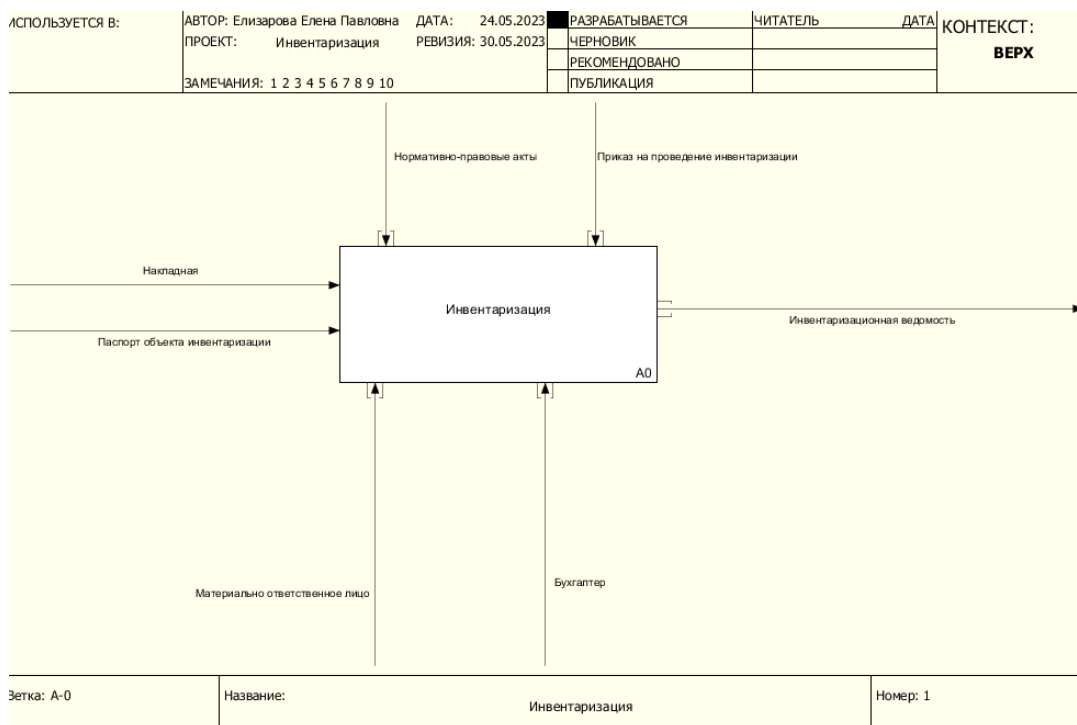 ИСПОЛЬЗУЕТСЯ В:
АВТОР: Елизарова Елена Павловна ДАТА: 24.05.2023
ПРОЕКТ: Инвентаризация РЕВИЗИЯ: 30.05.2023
ЗАМЕЧАНИЯ: 1 2 3 4 5 6 7 8 9 10
РАЗРАБАТЫВАЕТСЯ
ЧЕРНОВИК
РЕКОМЕНДОВАНО
ПУБЛИКАЦИЯ
ЧИТАТЕЛЬ ДАТА
КОНТЕКСТ:
ВЕРХ
Нормативно-правовые акты
Приказ на проведение инвентаризации
Накладная
Паспорт объекта инвентаризации
Инвентаризация
A0
Инвентаризационная ведомость
Материально ответственное лицо
Бухгалтер
Ветка: A-0
Название:
Инвентаризация
Номер: 1